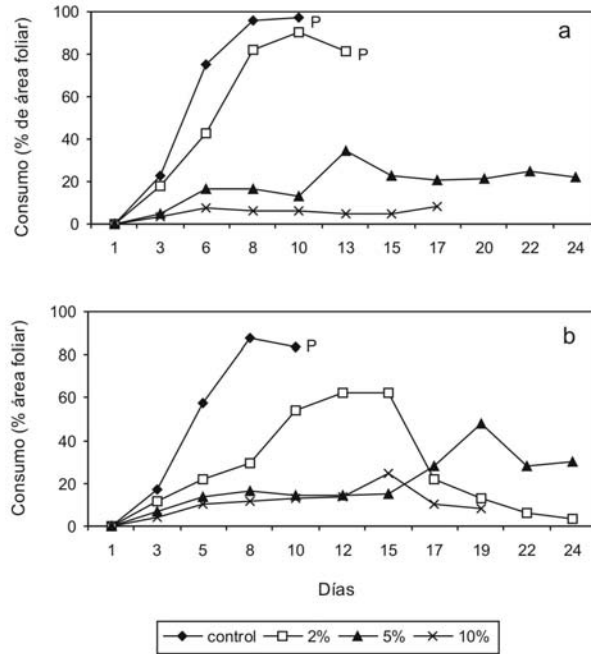 Consumo (% de área foliar)
a
100
80
60
40
20
0
P
P
1 3 6 8 10 13 15 17 20 22 24
Consumo (% área foliar)
b
100
80
60
40
20
0
P
1 3 5 8 10 12 15 17 19 22 24
Días
control 2% 5% 10%